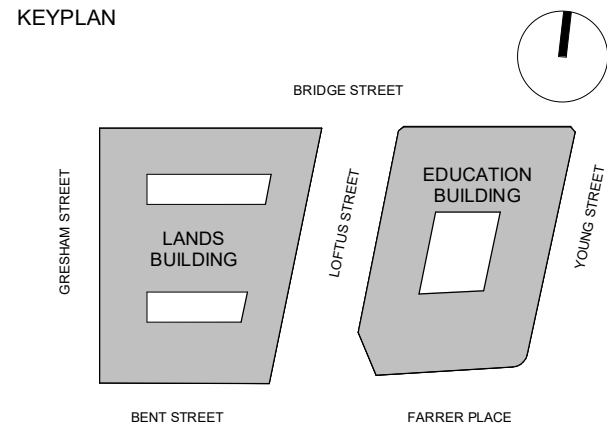 KEYPLAN
BRIDGE STREET
GRESHAM STREET
LANDS
BUILDING
LOFTUS STREET
EDUCATION
BUILDING
YOUNG STREET
BENT STREET
FARRER PLACE